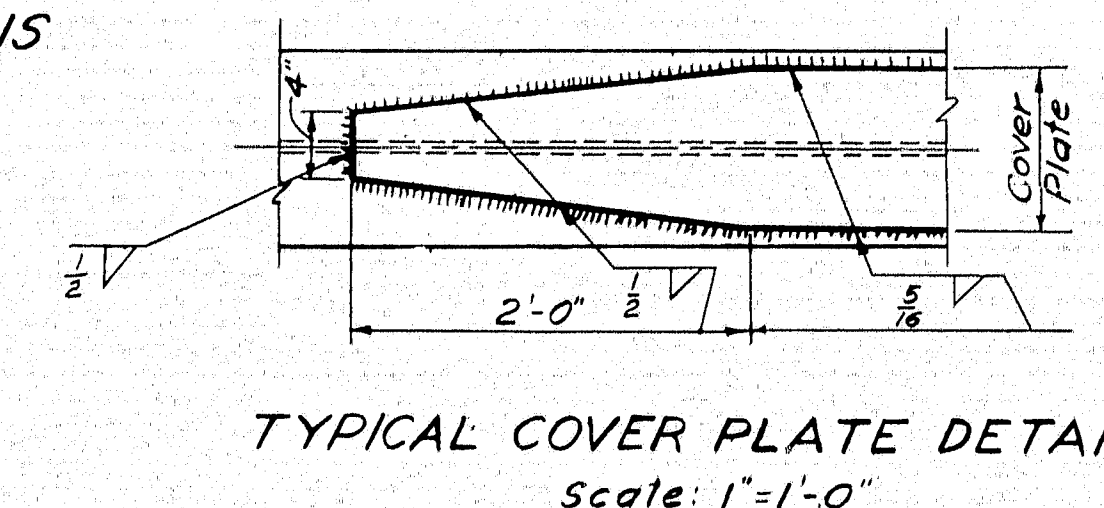 NS
4"
Cover
Plate
1/2
1/2
5/16
2'-0"
TYPICAL COVER PLATE DETAI
Scale: 1"=1'-0"